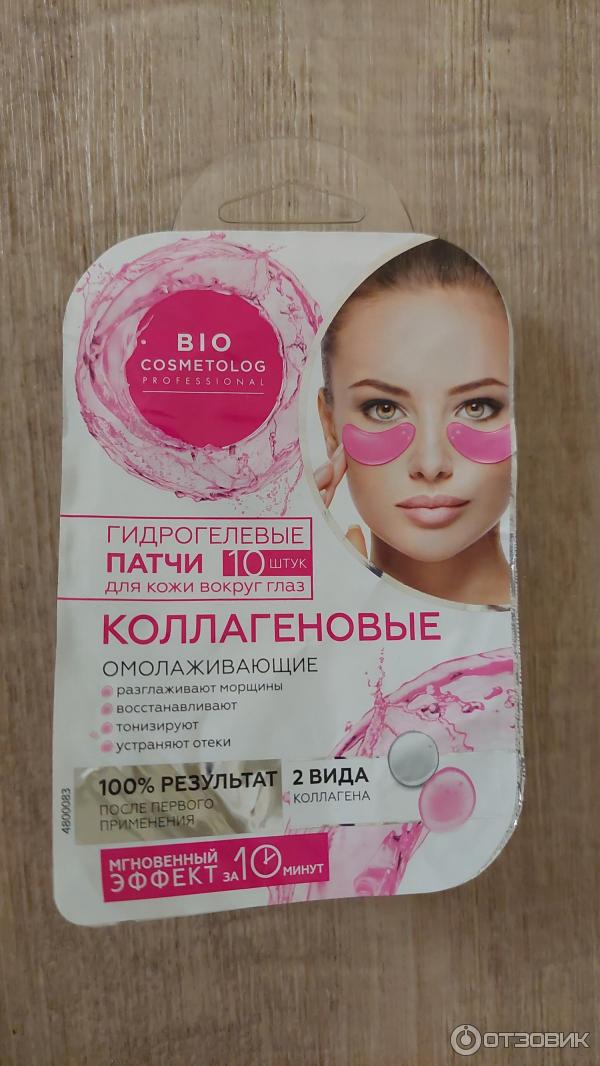 BIO
COSMETOLOG
PROFESSIONAL
ГИДРОГЕЛЕВЫЕ
ПАТЧИ 10 ШТУК
для кожи вокруг глаз
КОЛЛАГЕНОВЫЕ
ОМОЛАЖИВАЮЩИЕ
разглаживают морщины
восстанавливают
тонизируют
устраняют отеки
100% РЕЗУЛЬТАТ
ПОСЛЕ ПЕРВОГО
ПРИМЕНЕНИЯ
2 ВИДА
КОЛЛАГЕНА
4800083
МГНОВЕННЫЙ
ЭФФЕКТ ЗА 10 МИНУТ
ОТЗОВИК